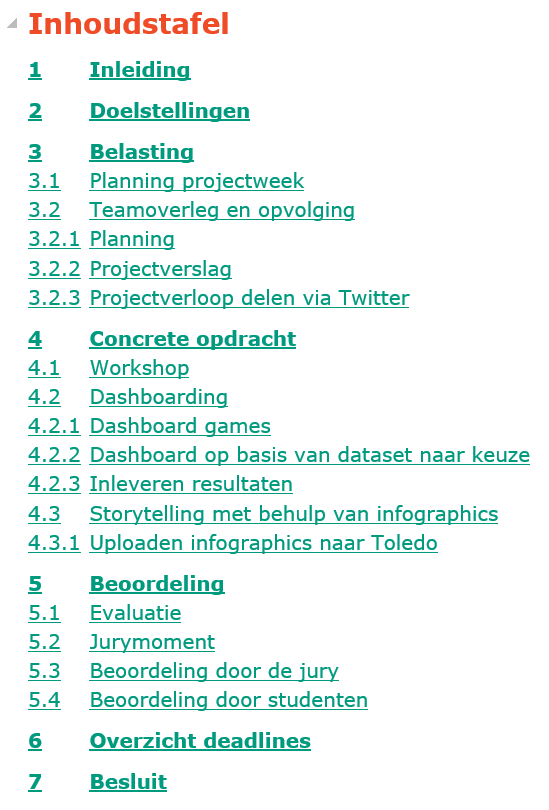 Inhoudstafel
1 Inleiding
2 Doelstellingen
3 Belasting
3.1 Planning projectweek
3.2 Teamoverleg en opvolging
3.2.1 Planning
3.2.2 Projectverslag
3.2.3 Projectverloop delen via Twitter
4 Concrete opdracht
4.1 Workshop
4.2 Dashboarding
4.2.1 Dashboard games
4.2.2 Dashboard op basis van dataset naar keuze
4.2.3 Inleveren resultaten
4.3 Storytelling met behulp van infographics
4.3.1 Uploaden infographics naar Toledo
5 Beoordeling
5.1 Evaluatie
5.2 Jurymoment
5.3 Beoordeling door de jury
5.4 Beoordeling door studenten
6 Overzicht deadlines
7 Besluit